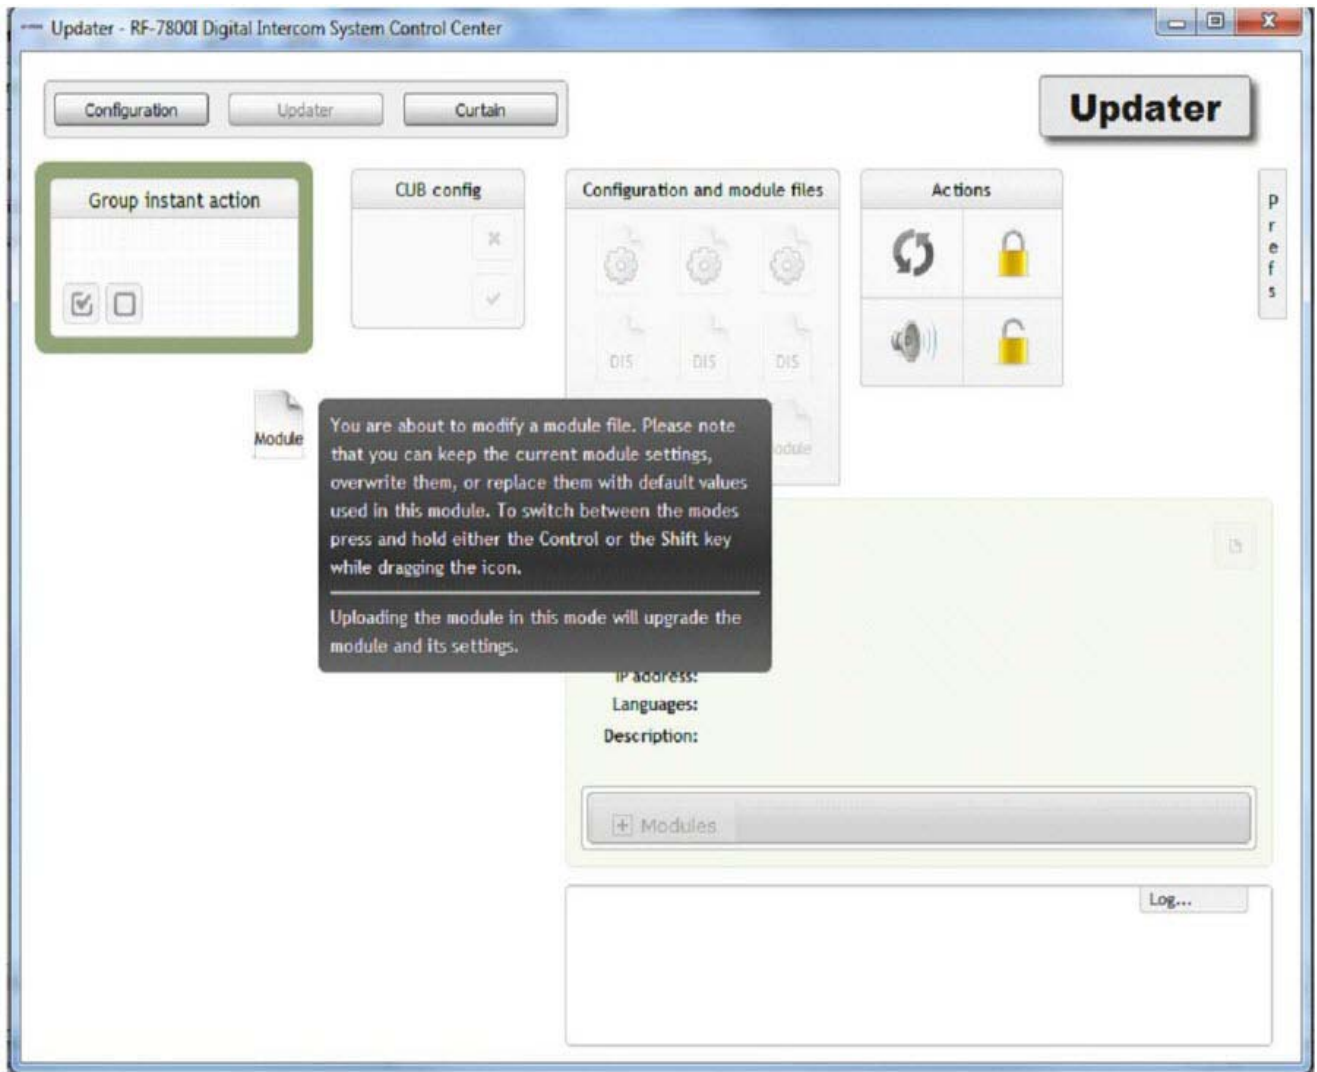 Updater - RF-7800I Digital Intercom System Control Center
Configuration
Updater
Curtain
Updater
Group instant action
CUB config
Configuration and module files
Actions
Prefs
DIS
DIS
DIS
Module
odule
You are about to modify a module file. Please note
that you can keep the current module settings,
overwrite them, or replace them with default values
used in this module. To switch between the modes
press and hold either the Control or the Shift key
while dragging the icon.
Uploading the module in this mode will upgrade the
module and its settings.
IP address:
Languages:
Description:
Modules
Log...